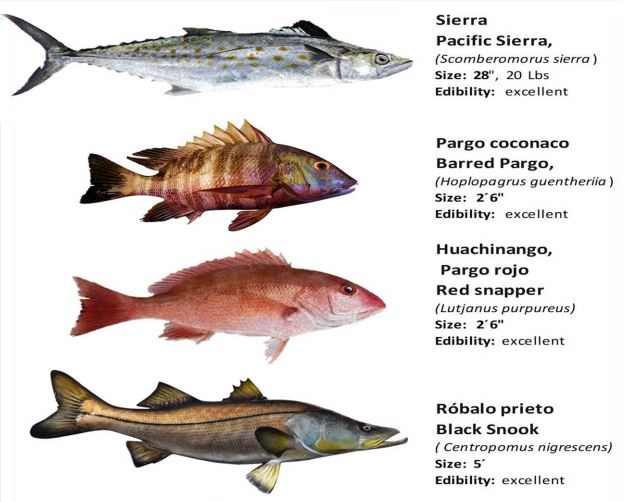 Sierra
Pacific Sierra,
(Scomberomorus sierra )
Size: 28", 20 Lbs
Edibility: excellent
Pargo coconaco
Barred Pargo,
(Hoplopagrus guentheriia )
Size: 2´6"
Edibility: excellent
Huachinango,
Pargo rojo
Red snapper
(Lutjanus purpureus)
Size: 2´6"
Edibility: excellent
Róbalo prieto
Black Snook
( Centropomus nigrescens)
Size: 5´
Edibility: excellent